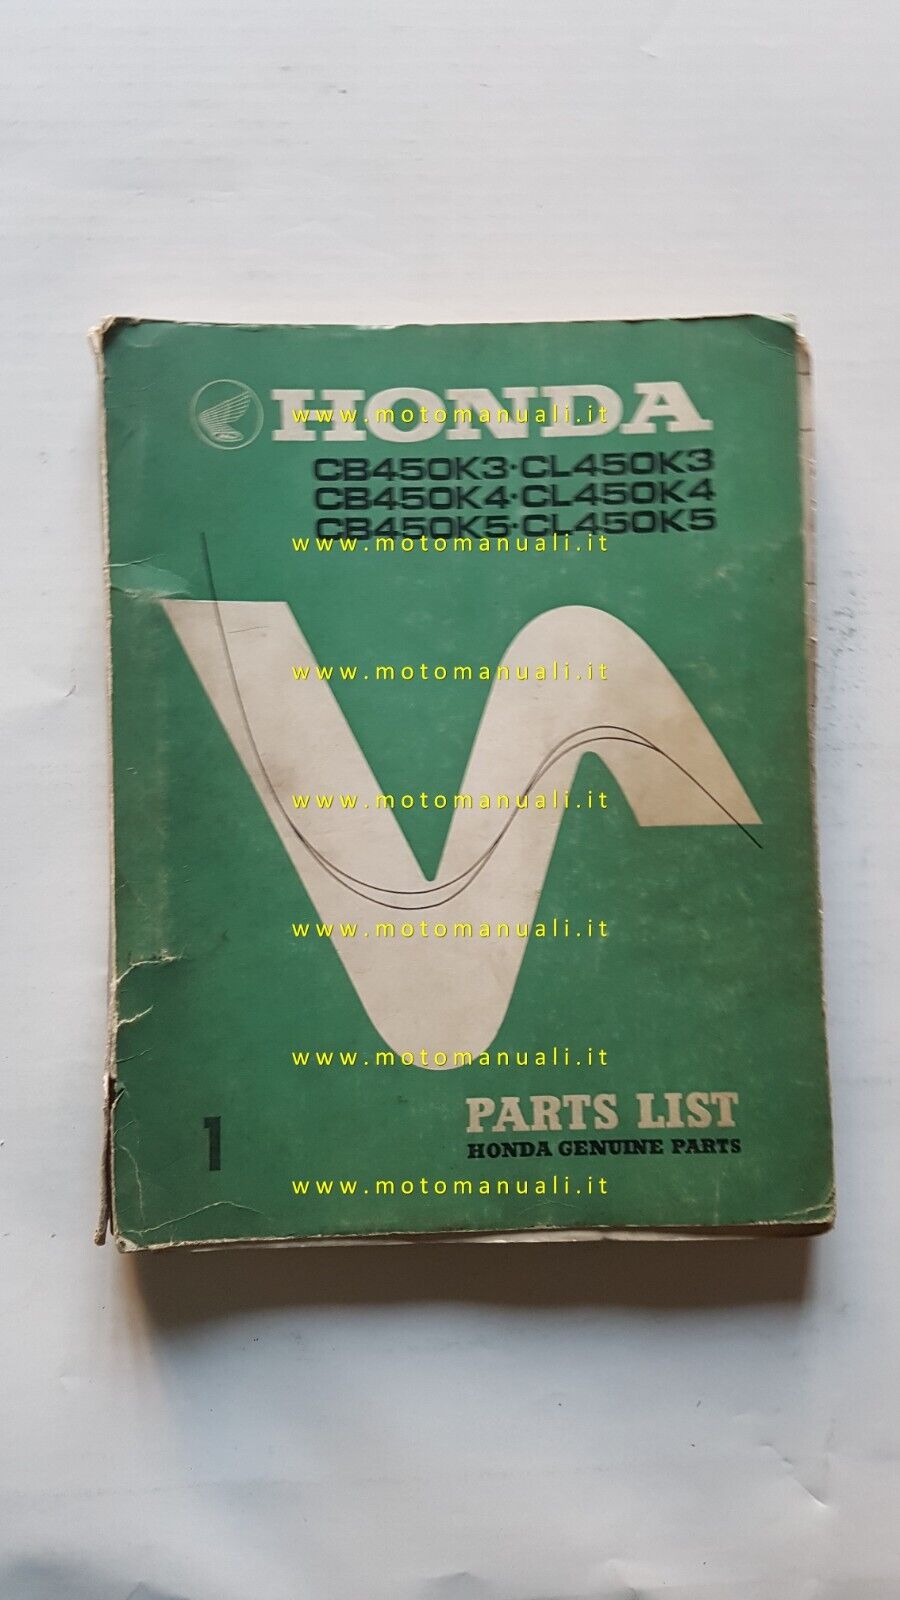 HONDA
www.motomanuali.it
CB450K3·CL450K3
CB450K4·CL450K4
CB450K5·CL450K5
www.motomanuali.it
www.motomanuali.it
www.motomanuali.it
www.motomanuali.it
www.motomanuali.it
PARTS LIST
HONDA GENUINE PARTS
1
www.motomanuali.it